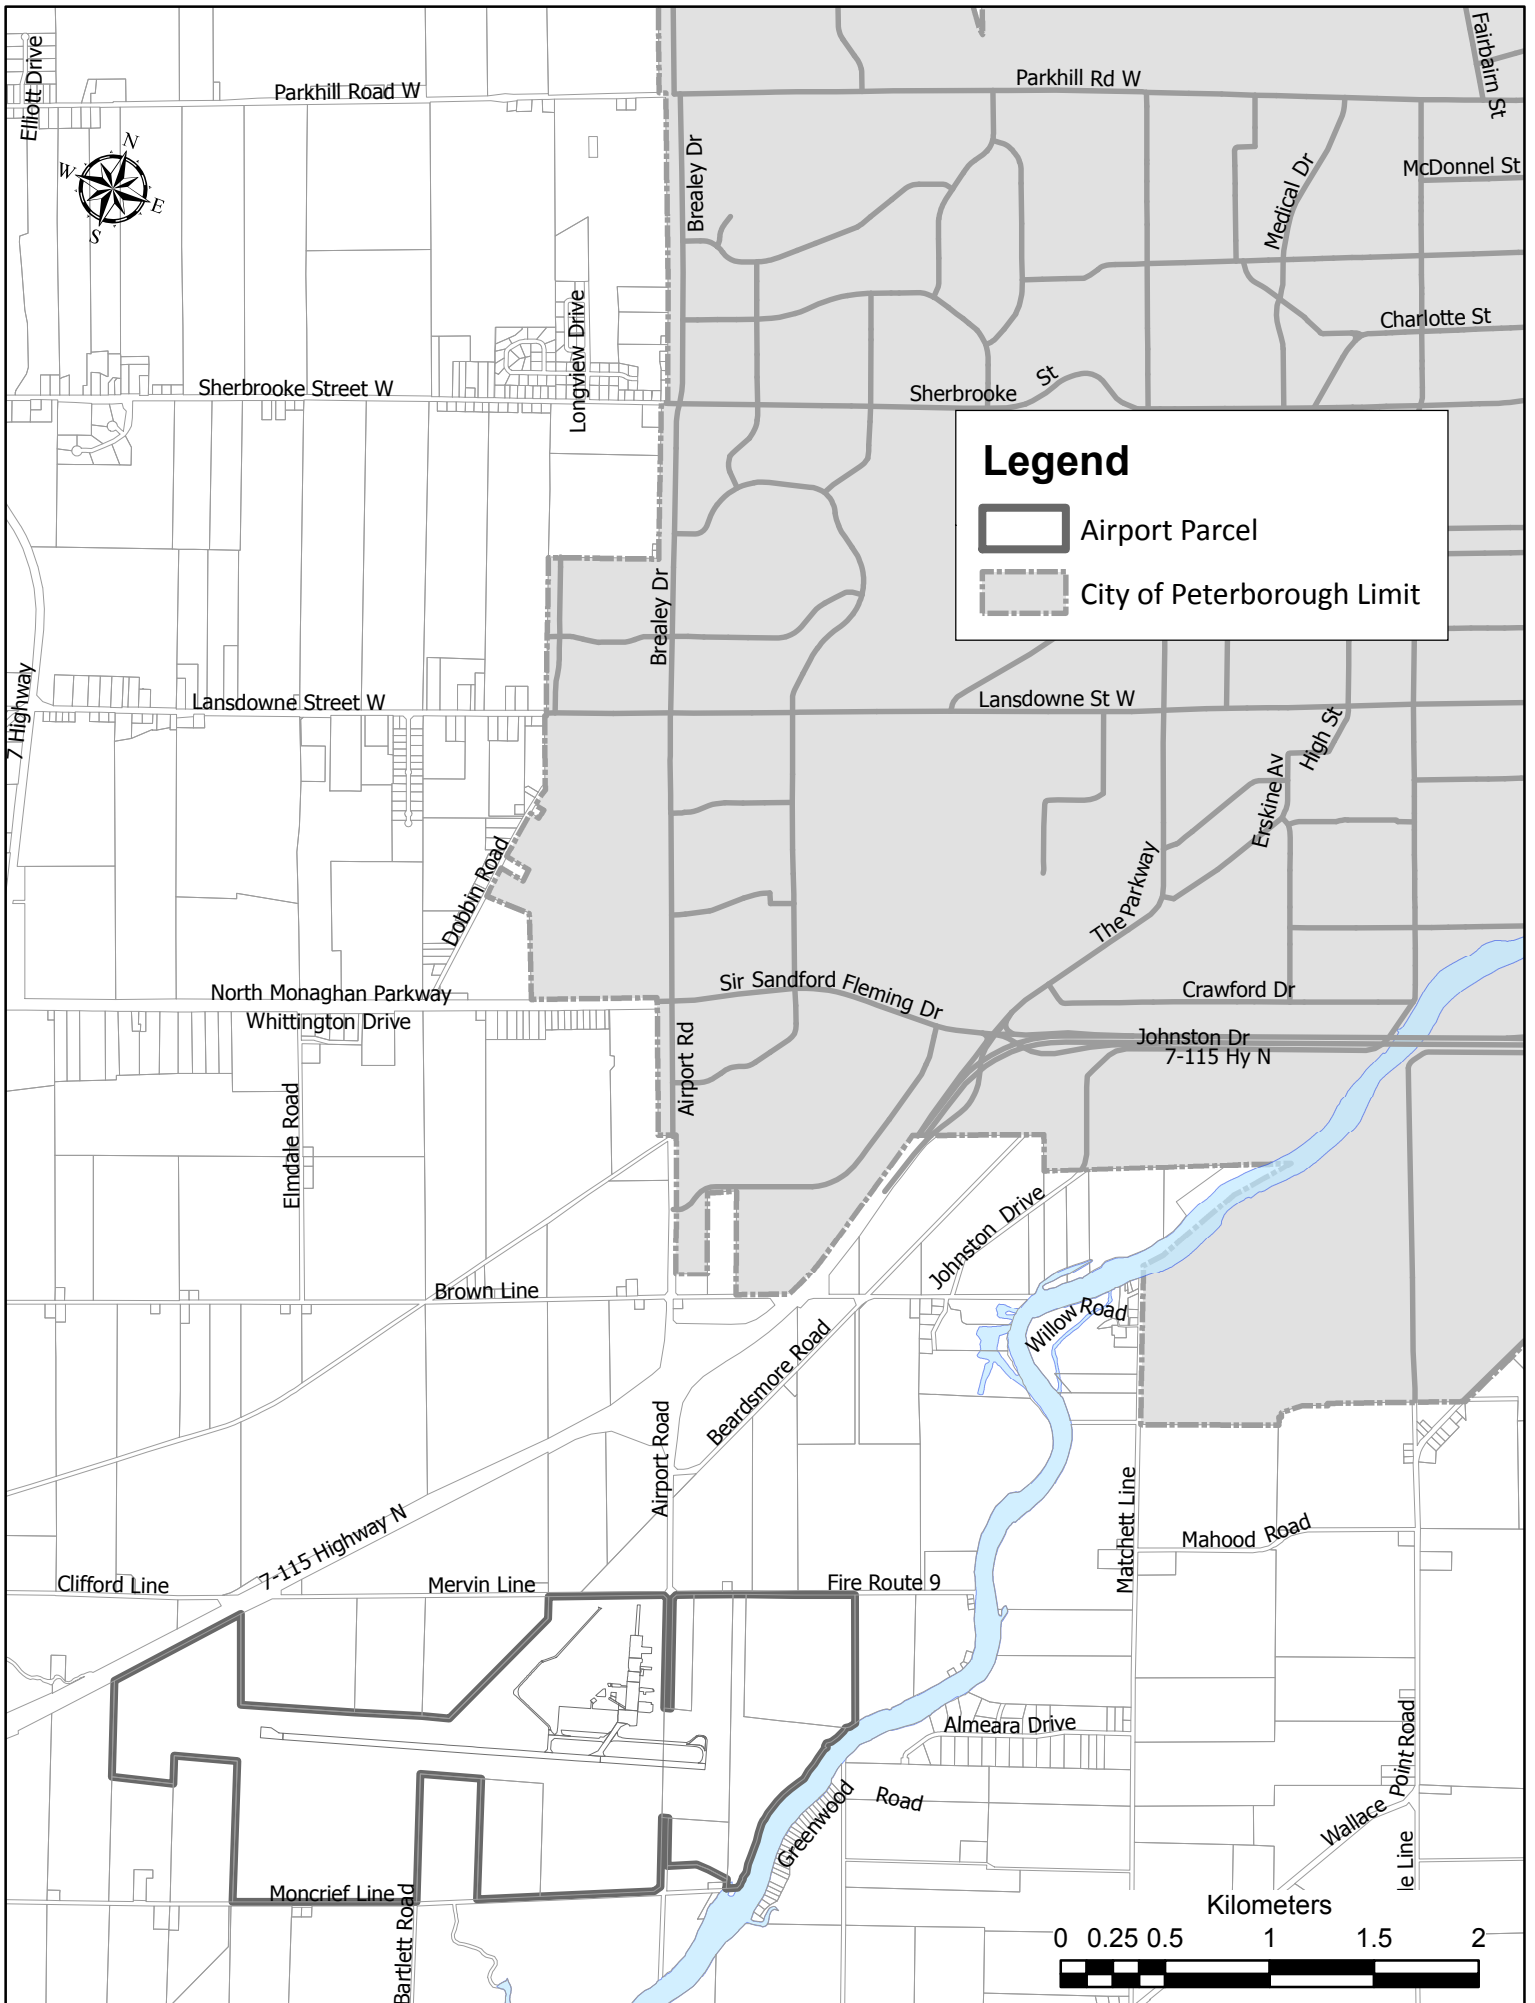 Elliott Drive
Parkhill Road W
Parkhill Rd W
Fairbairn St
N
W
E
S
Brealey Dr
Medical Dr
McDonnel St
Longview Drive
Charlotte St
Sherbrooke Street W
Sherbrooke St
Legend
Airport Parcel
City of Peterborough Limit
Brealey Dr
7 Highway
Lansdowne Street W
Lansdowne St W
High St
Erskine Av
Dobbin Road
The Parkway
North Monaghan Parkway
Whittington Drive
Sir Sandford Fleming Dr
Crawford Dr
Johnston Dr
7-115 Hy N
Airport Rd
Elmdale Road
Johnston Drive
Brown Line
Willow Road
Beardsmore Road
Airport Road
Matchett Line
Mahood Road
7-115 Highway N
Clifford Line
Mervin Line
Fire Route 9
Almeara Drive
Greenwood Road
Wallace Point Road
le Line
Moncrief Line
Bartlett Road
Kilometers
0 0.25 0.5 1 1.5 2